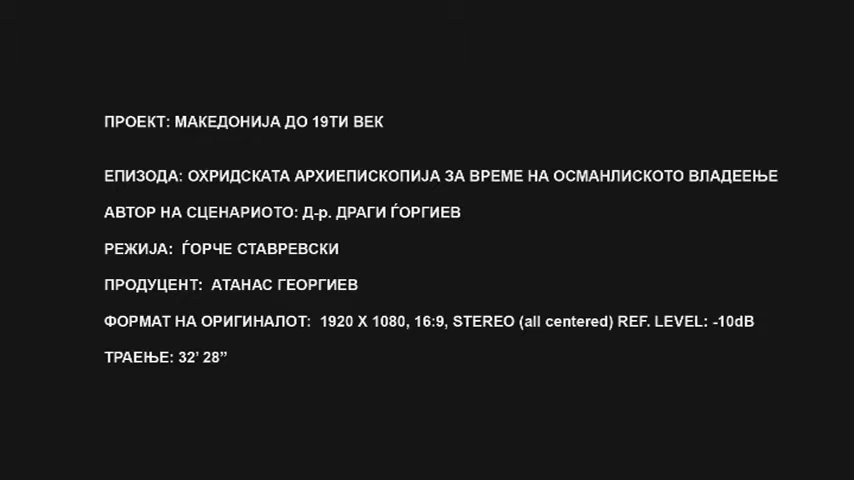 ПРОЕКТ: МАКЕДОНИЈА ДО 19ТИ ВЕК
ЕПИЗОДА: ОХРИДСКАТА АРХИЕПИСКОПИЈА ЗА ВРЕМЕ НА ОСМАНЛИСКОТО ВЛАДЕЕЊЕ
АВТОР НА СЦЕНАРИОТО: Д-р. ДРАГИ ЃОРГИЕВ
РЕЖИЈА:  ЃОРЧЕ СТАВРЕВСКИ
ПРОДУЦЕНТ:  АТАНАС ГЕОРГИЕВ
ФОРМАТ НА ОРИГИНАЛОТ:  1920 X 1080, 16:9, STEREO (all centered) REF. LEVEL: -10dB
ТРАЕЊЕ: 32’ 28”